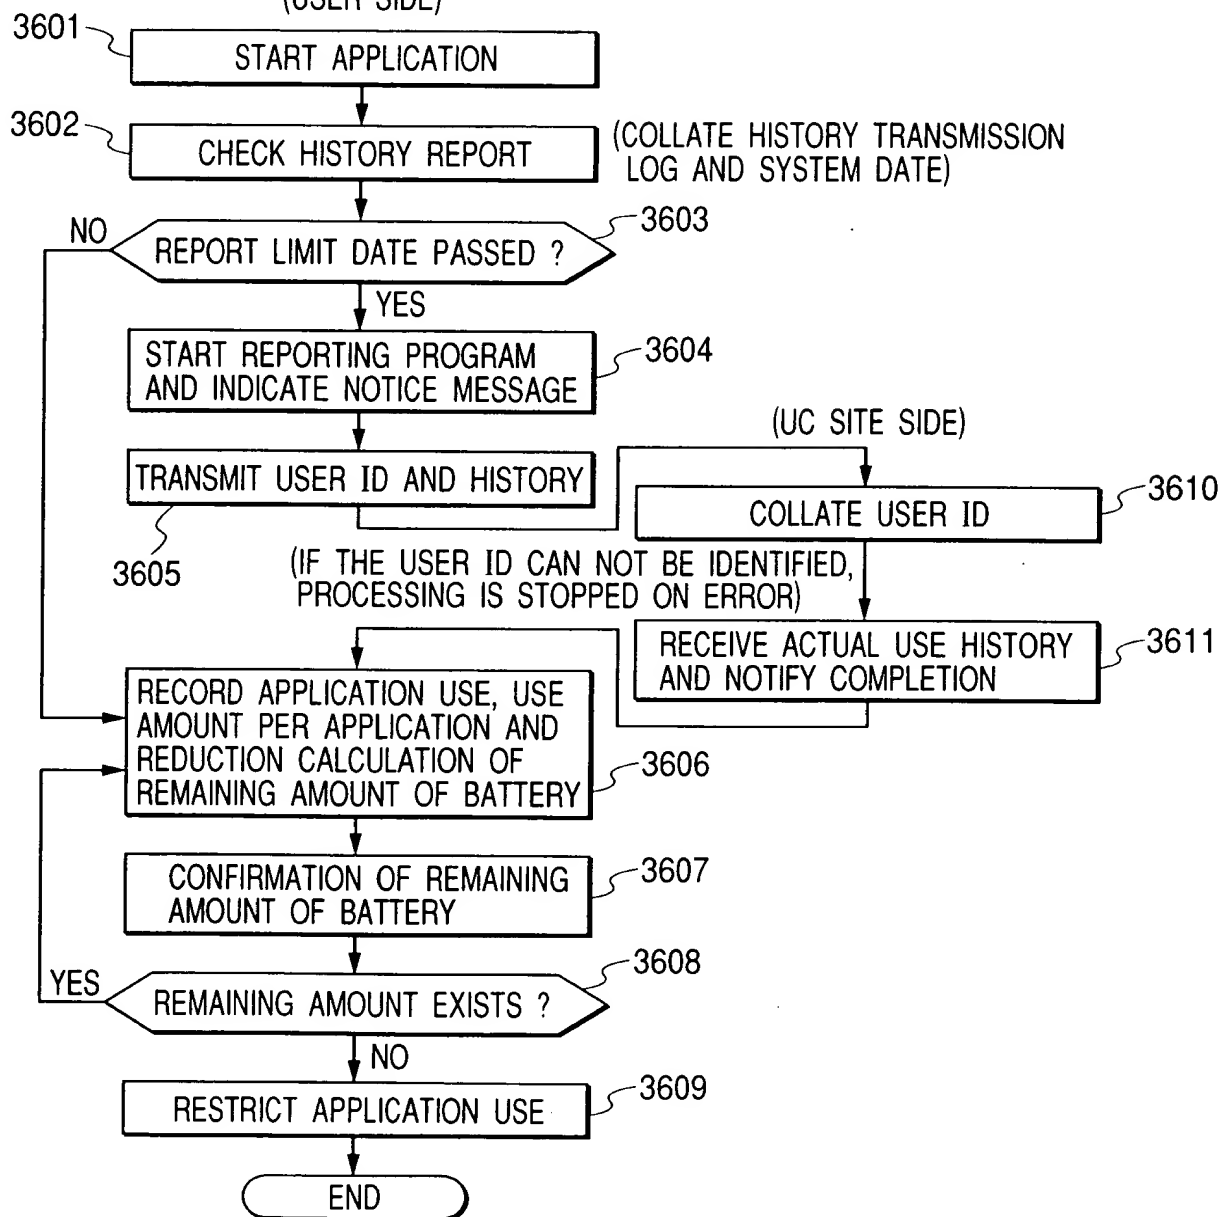 (USER SIDE)
3601
START APPLICATION
3602
CHECK HISTORY REPORT
(COLLATE HISTORY TRANSMISSION
LOG AND SYSTEM DATE)
3603
NO
REPORT LIMIT DATE PASSED ?
YES
START REPORTING PROGRAM
AND INDICATE NOTICE MESSAGE
3604
(UC SITE SIDE)
TRANSMIT USER ID AND HISTORY
3605
COLLATE USER ID
3610
(IF THE USER ID CAN NOT BE IDENTIFIED,
PROCESSING IS STOPPED ON ERROR)
RECEIVE ACTUAL USE HISTORY
AND NOTIFY COMPLETION
3611
RECORD APPLICATION USE, USE
AMOUNT PER APPLICATION AND
REDUCTION CALCULATION OF
REMAINING AMOUNT OF BATTERY
3606
CONFIRMATION OF REMAINING
AMOUNT OF BATTERY
3607
3608
YES
REMAINING AMOUNT EXISTS ?
NO
RESTRICT APPLICATION USE
3609
END